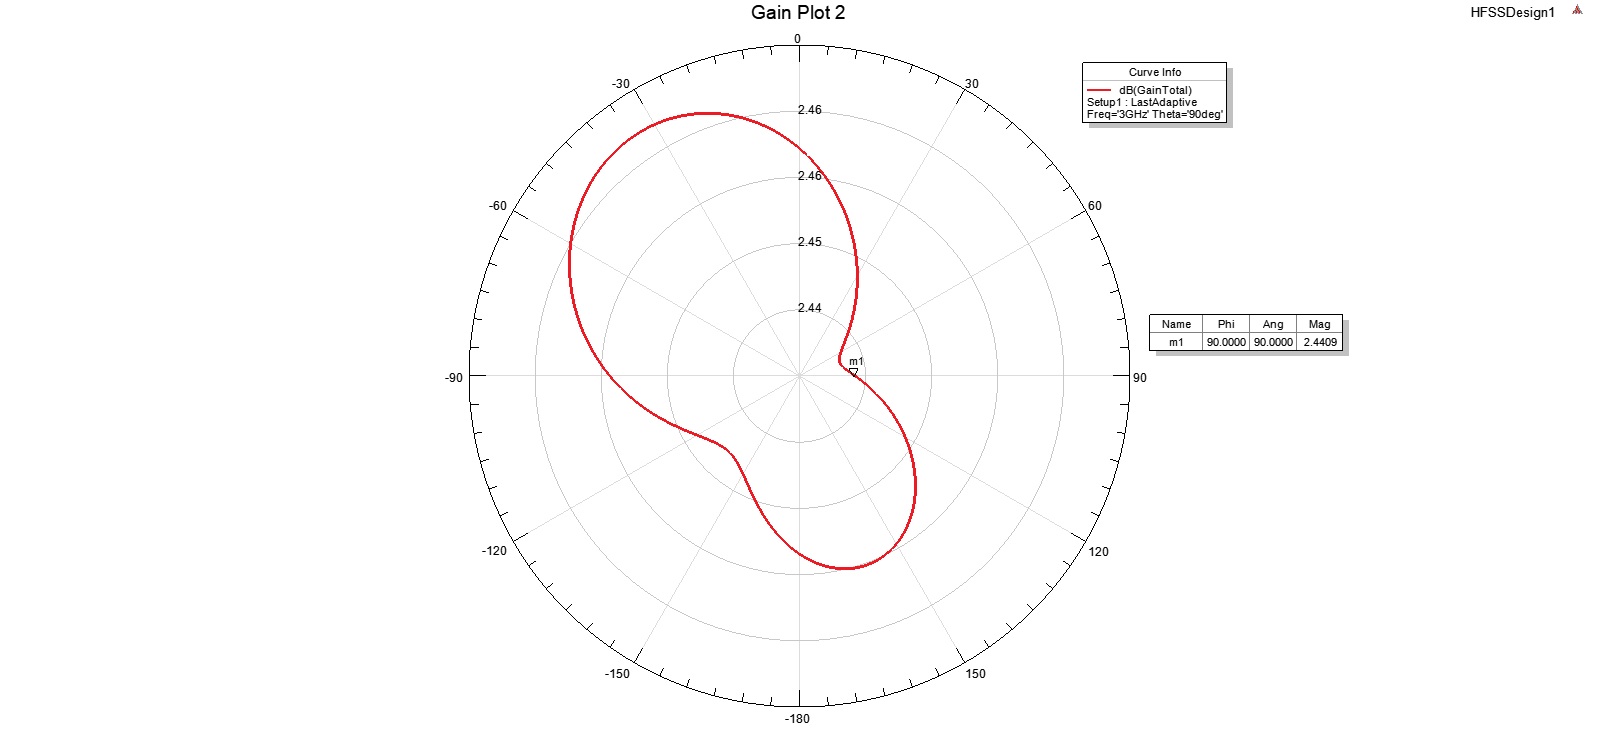 Gain Plot 2
HFSSDesign1
0
-30
30
Curve Info
dB(GainTotal)
Setup1 : LastAdaptive
Freq='3GHz' Theta='90deg'
2.46
2.46
-60
60
2.45
2.44
Name Phi Ang Mag
m1 90.0000 90.0000 2.4409
m1
-90
90
-120
120
-150
150
-180